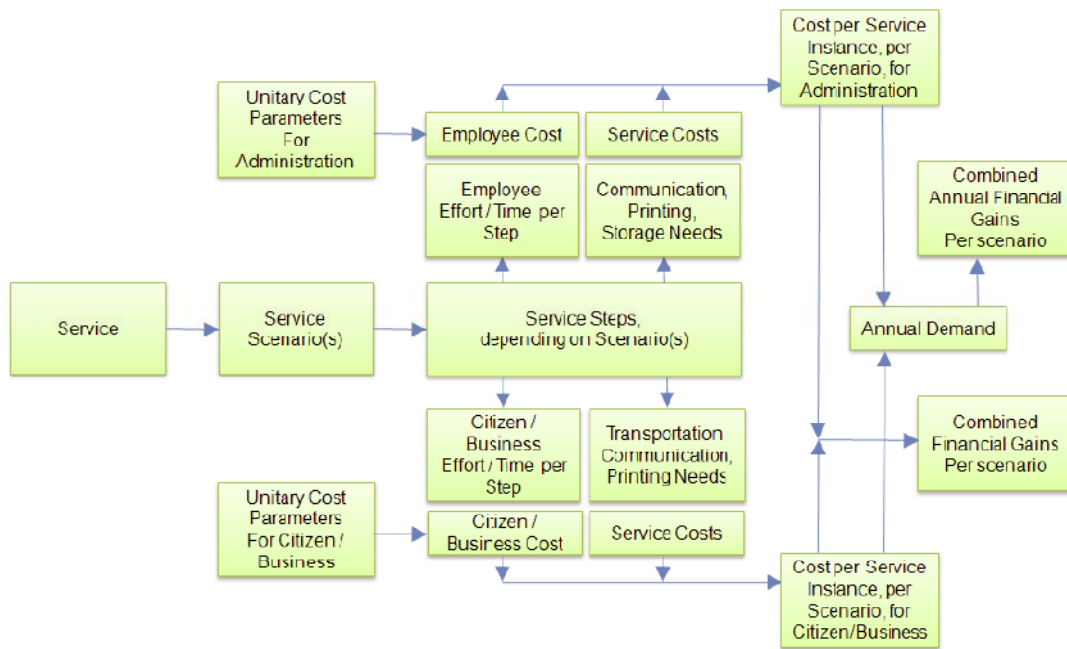 Cost per Service
Instance, per
Scenario, for
Administration
Unitary Cost
Parameters
For
Administration
Employee Cost
Service Costs
Employee
Effort / Time per
Step
Communication,
Printing,
Storage Needs
Combined
Annual Financial
Gains
Per scenario
Service
Service
Scenario(s)
Service Steps,
depending on Scenario(s)
Annual Demand
Citizen /
Business
Effort / Time per
Step
Transportation
Communication,
Printing Needs
Combined
Financial Gains
Per scenario
Unitary Cost
Parameters
For Citizen /
Business
Citizen /
Business Cost
Service Costs
Cost per Service
Instance, per
Scenario, for
Citizen/Business